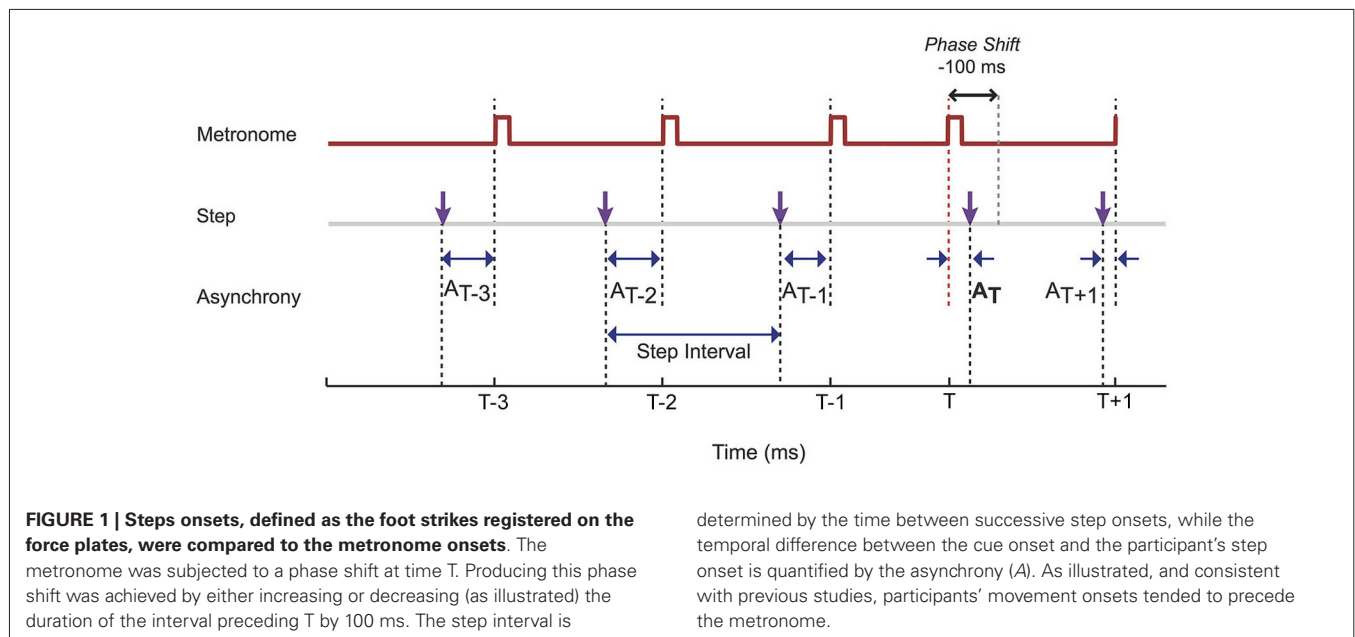 Phase Shift
-100 ms
Metronome
Step
Asynchrony
AT-3
AT-2
AT-1
AT
AT+1
Step Interval
T-3
T-2
T-1
T
T+1
Time (ms)
FIGURE 1 | Steps onsets, defined as the foot strikes registered on the
force plates, were compared to the metronome onsets. The
metronome was subjected to a phase shift at time T. Producing this phase
shift was achieved by either increasing or decreasing (as illustrated) the
duration of the interval preceding T by 100 ms. The step interval is
determined by the time between successive step onsets, while the
temporal difference between the cue onset and the participant's step
onset is quantified by the asynchrony (A). As illustrated, and consistent
with previous studies, participants' movement onsets tended to precede
the metronome.